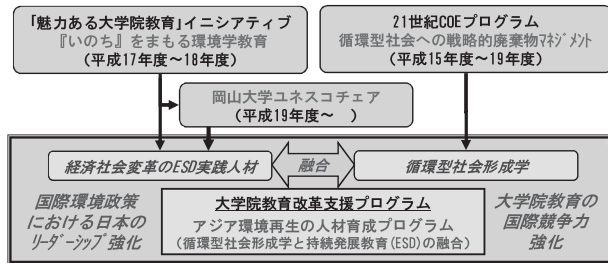 「魅力ある大学院教育」イニシアティブ
『いのち』をまもる環境学教育
(平成17年度～18年度)
21世紀COEプログラム
循環型社会への戦略的廃棄物マネジメント
(平成15年度～19年度)
岡山大学ユネスコチェア
(平成19年度～　)
経済社会変革のESD実践人材
融合
循環型社会形成学
国際環境政策
における日本の
リーダーシップ強化
大学院教育改革支援プログラム
アジア環境再生の人材育成プログラム
(循環型社会形成学と持続発展教育(ESD)の融合)
大学院教育の
国際競争力
強化